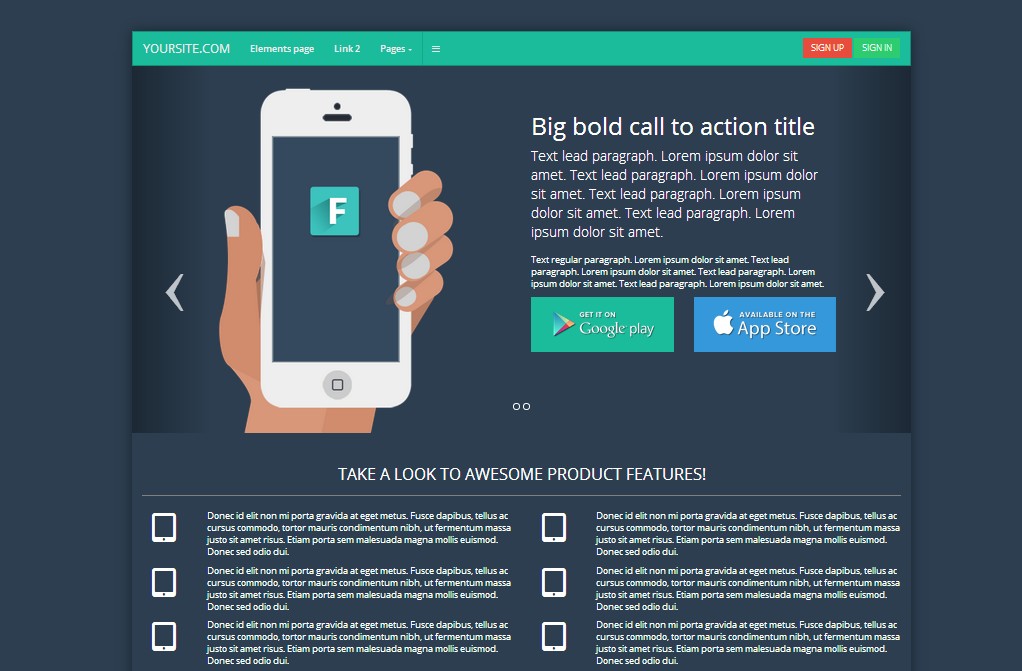 YOURSITE.COM Elements page Link 2 Pages SIGN UP SIGN IN
F
Big bold call to action title
Text lead paragraph. Lorem ipsum dolor sit
amet. Text lead paragraph. Lorem ipsum dolor
sit amet. Text lead paragraph. Lorem ipsum
dolor sit amet. Text lead paragraph. Lorem
ipsum dolor sit amet.
Text regular paragraph. Lorem ipsum dolor sit amet. Text lead
paragraph. Lorem ipsum dolor sit amet. Text lead paragraph. Lorem
ipsum dolor sit amet. Text lead paragraph. Lorem ipsum dolor sit amet.
GET IT ON
Google play
AVAILABLE ON THE
App Store
TAKE A LOOK TO AWESOME PRODUCT FEATURES!
Donec id elit non mi porta gravida at eget metus. Fusce dapibus, tellus ac
cursus commodo, tortor mauris condimentum nibh, ut fermentum massa
justo sit amet risus. Etiam porta sem malesuada magna mollis euismod.
Donec sed odio dui.
Donec id elit non mi porta gravida at eget metus. Fusce dapibus, tellus ac
cursus commodo, tortor mauris condimentum nibh, ut fermentum massa
justo sit amet risus. Etiam porta sem malesuada magna mollis euismod.
Donec sed odio dui.
Donec id elit non mi porta gravida at eget metus. Fusce dapibus, tellus ac
cursus commodo, tortor mauris condimentum nibh, ut fermentum massa
justo sit amet risus. Etiam porta sem malesuada magna mollis euismod.
Donec sed odio dui.
Donec id elit non mi porta gravida at eget metus. Fusce dapibus, tellus ac
cursus commodo, tortor mauris condimentum nibh, ut fermentum massa
justo sit amet risus. Etiam porta sem malesuada magna mollis euismod.
Donec sed odio dui.
Donec id elit non mi porta gravida at eget metus. Fusce dapibus, tellus ac
cursus commodo, tortor mauris condimentum nibh, ut fermentum massa
justo sit amet risus. Etiam porta sem malesuada magna mollis euismod.
Donec sed odio dui.
Donec id elit non mi porta gravida at eget metus. Fusce dapibus, tellus ac
cursus commodo, tortor mauris condimentum nibh, ut fermentum massa
justo sit amet risus. Etiam porta sem malesuada magna mollis euismod.
Donec sed odio dui.